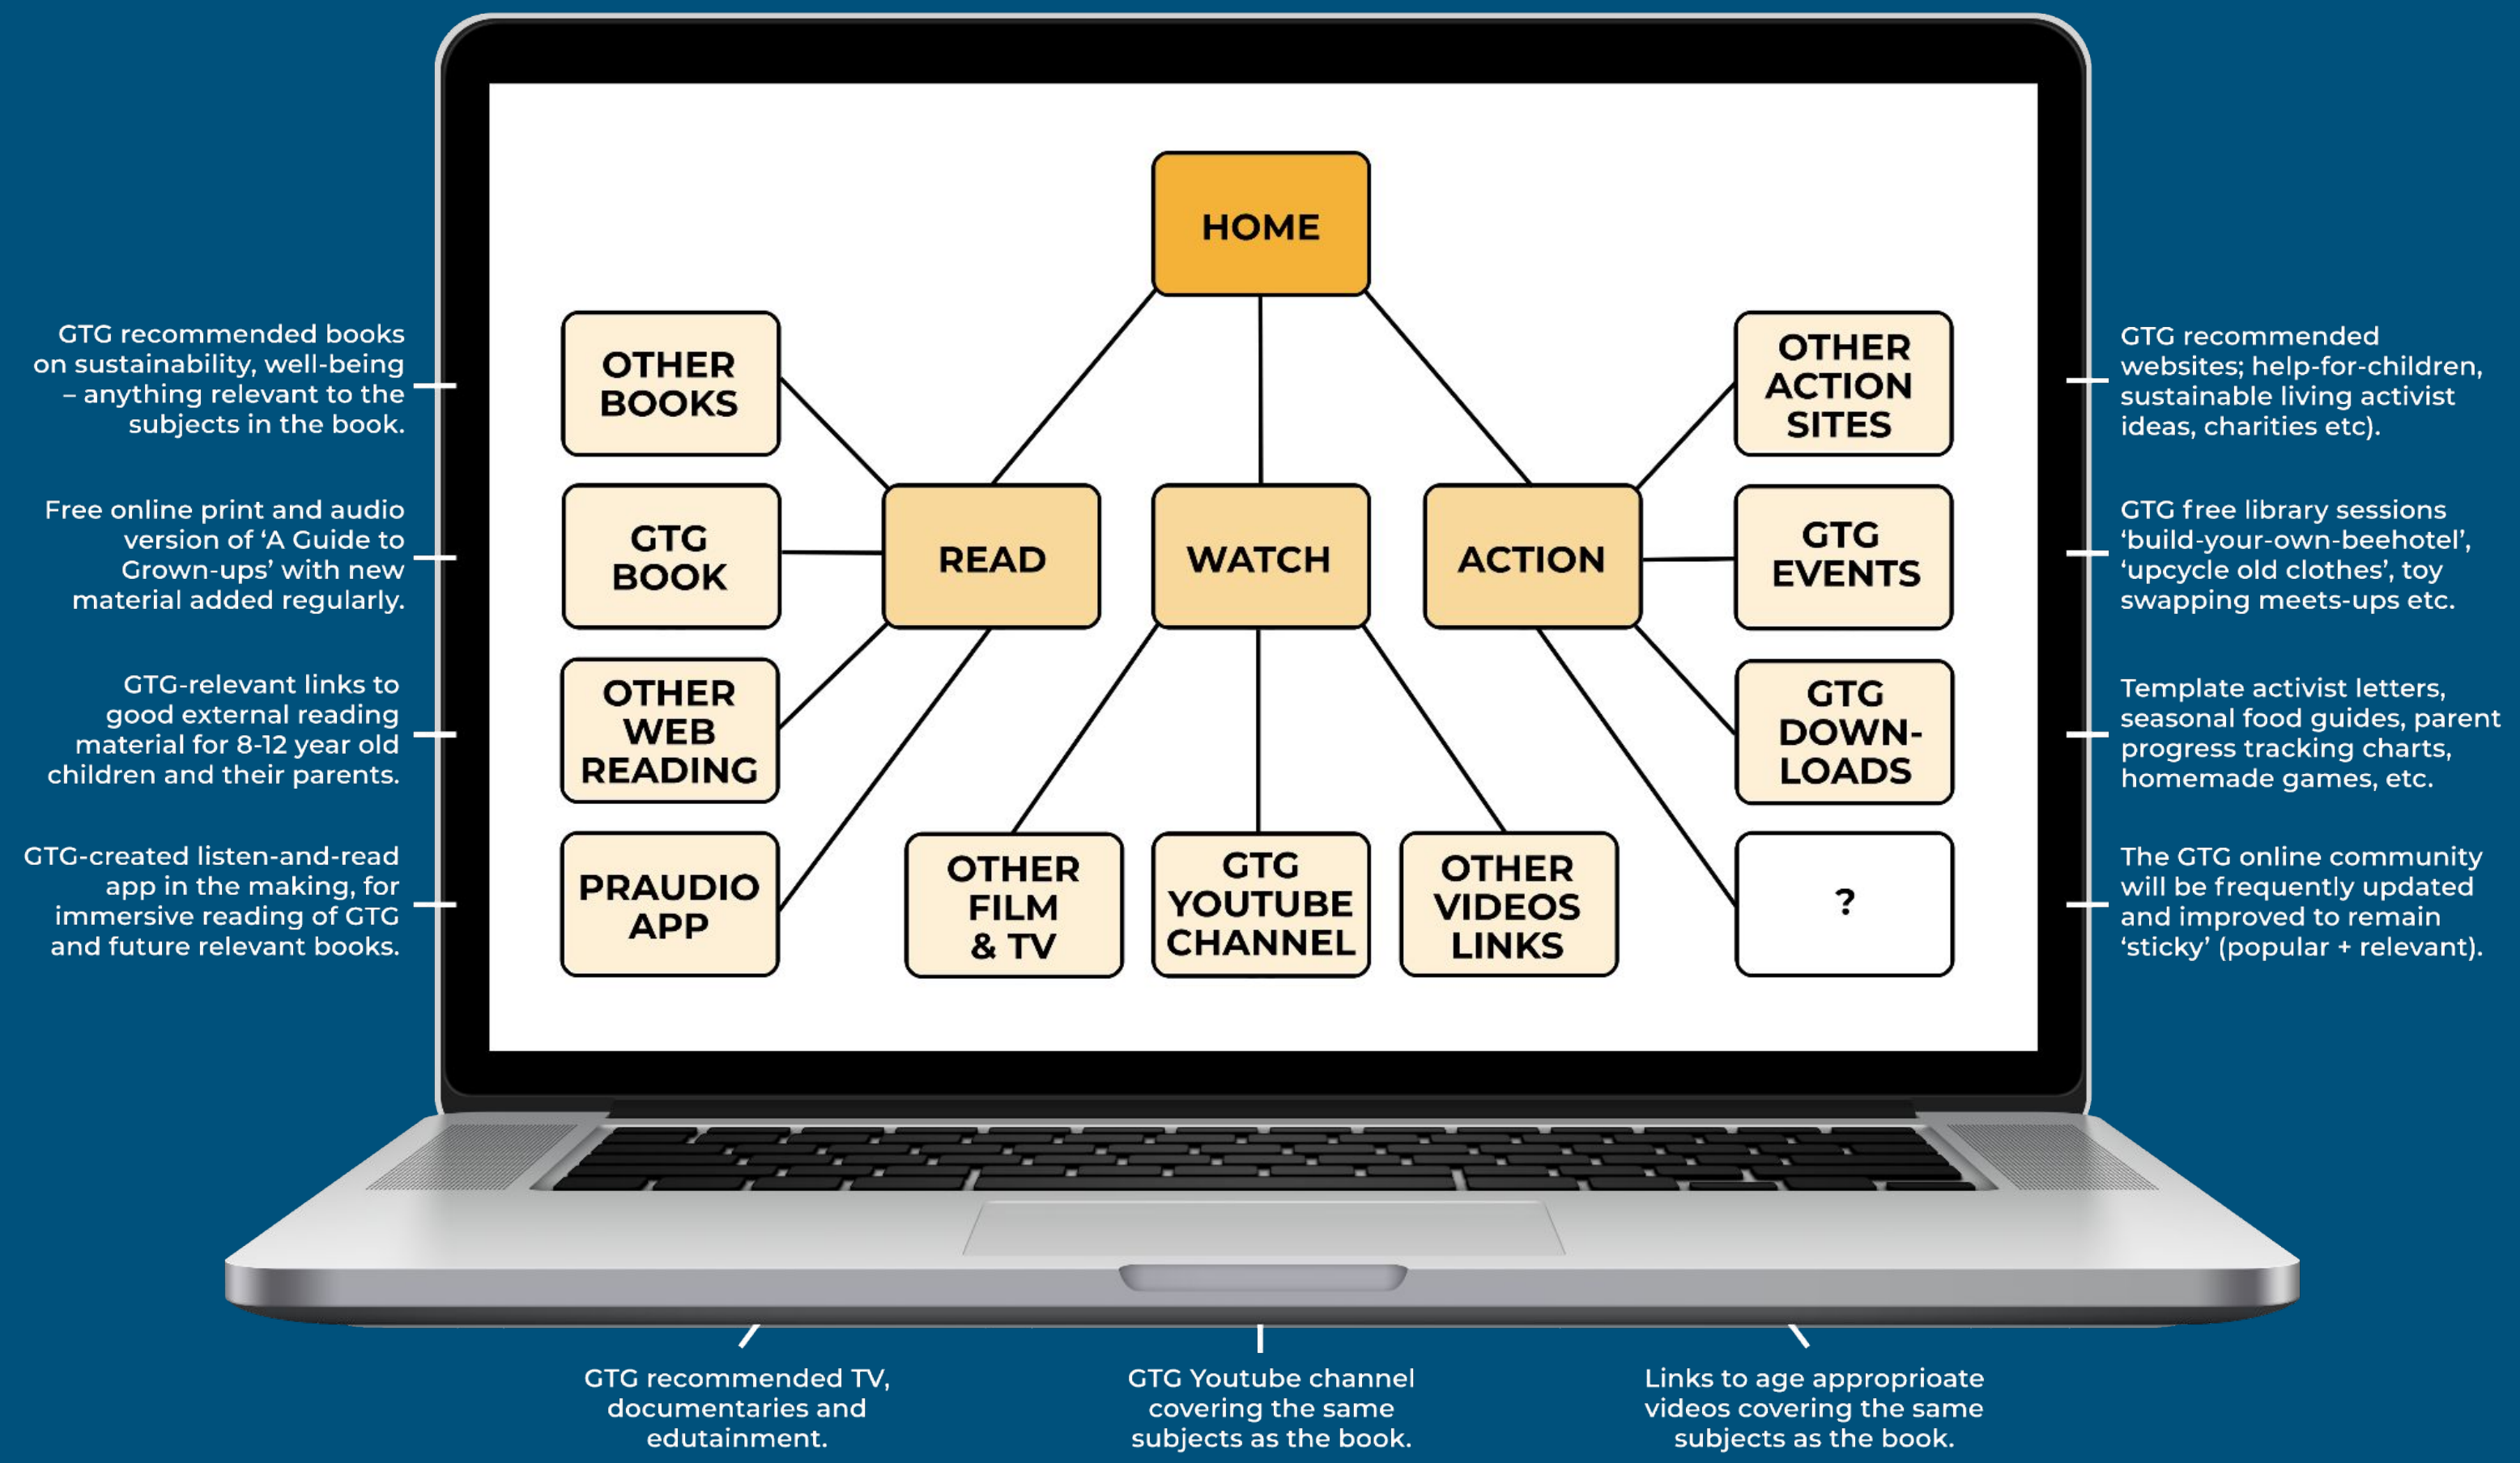 HOME
GTG recommended books
on sustainability, well-being
– anything relevant to the
subjects in the book.
OTHER
BOOKS
OTHER
ACTION
SITES
GTG recommended
websites; help-for-children,
sustainable living activist
ideas, charities etc).
Free online print and audio
version of ‘A Guide to
Grown-ups’ with new
material added regularly.
GTG
BOOK
READ
WATCH
ACTION
GTG
EVENTS
GTG free library sessions
‘build-your-own-beehotel’,
‘upcycle old clothes’, toy
swapping meets-ups etc.
GTG-relevant links to
good external reading
material for 8-12 year old
children and their parents.
OTHER
WEB
READING
GTG
DOWN-
LOADS
Template activist letters,
seasonal food guides, parent
progress tracking charts,
homemade games, etc.
GTG-created listen-and-read
app in the making, for
immersive reading of GTG
and future relevant books.
PRAUDIO
APP
OTHER
FILM
& TV
GTG
YOUTUBE
CHANNEL
OTHER
VIDEOS
LINKS
?
The GTG online community
will be frequently updated
and improved to remain
‘sticky’ (popular + relevant).
GTG recommended TV,
documentaries and
edutainment.
GTG Youtube channel
covering the same
subjects as the book.
Links to age approprioate
videos covering the same
subjects as the book.